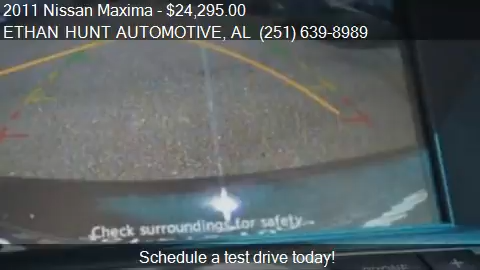 2011 Nissan Maxima - $24,295.00
ETHAN HUNT AUTOMOTIVE, AL (251) 639-8989
Check surroundings for safety.
Schedule a test drive today!